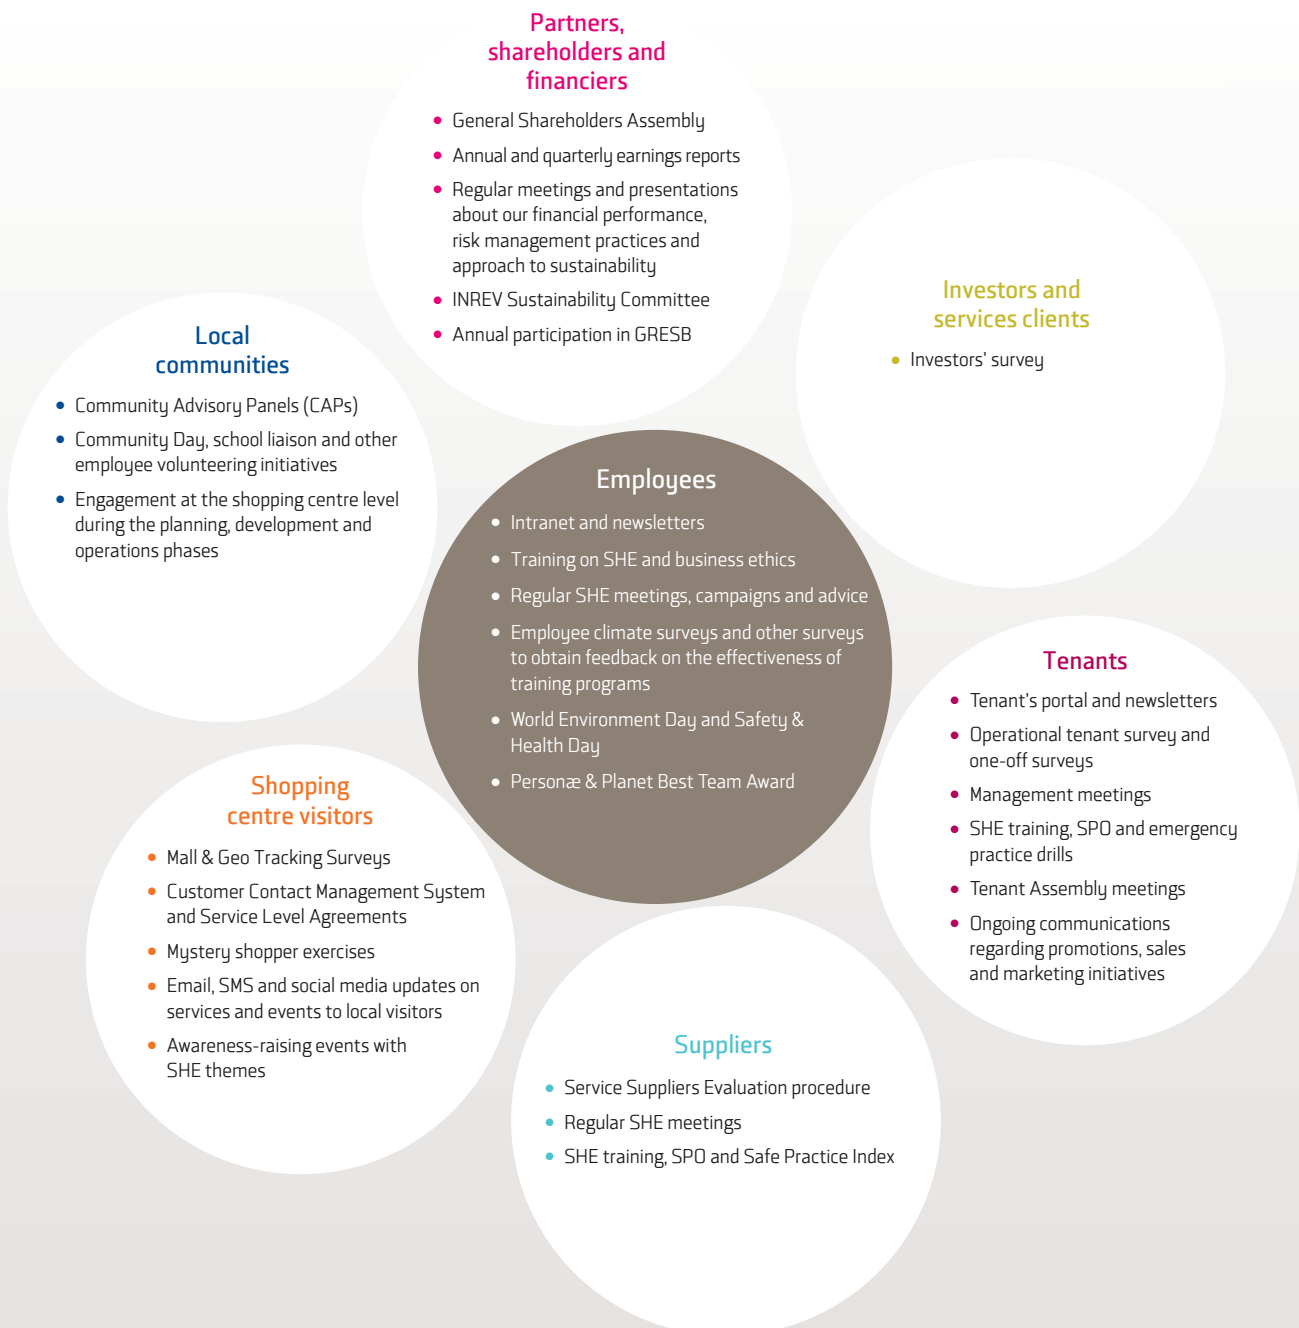 Partners,
shareholders and
financiers
• General Shareholders Assembly
• Annual and quarterly earnings reports
• Regular meetings and presentations
about our financial performance,
risk management practices and
approach to sustainability
• INREV Sustainability Committee
• Annual participation in GRESB
Investors and
services clients
• Investors' survey
Local
communities
• Community Advisory Panels (CAPs)
• Community Day, school liaison and other
employee volunteering initiatives
• Engagement at the shopping centre level
during the planning, development and
operations phases
Employees
• Intranet and newsletters
• Training on SHE and business ethics
• Regular SHE meetings, campaigns and advice
• Employee climate surveys and other surveys
to obtain feedback on the effectiveness of
training programs
• World Environment Day and Safety &
Health Day
• Personæ & Planet Best Team Award
Tenants
• Tenant's portal and newsletters
• Operational tenant survey and
one-off surveys
• Management meetings
• SHE training, SPO and emergency
practice drills
• Tenant Assembly meetings
• Ongoing communications
regarding promotions, sales
and marketing initiatives
Shopping
centre visitors
• Mall & Geo Tracking Surveys
• Customer Contact Management System
and Service Level Agreements
• Mystery shopper exercises
• Email, SMS and social media updates on
services and events to local visitors
• Awareness-raising events with
SHE themes
Suppliers
• Service Suppliers Evaluation procedure
• Regular SHE meetings
• SHE training, SPO and Safe Practice Index